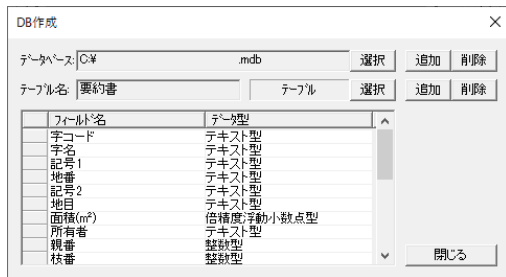 DB作成
データベース: C:¥ .mdb 選択 追加 削除
テーブル名: 要約書 テーブル 選択 追加 削除
フィールド名 データ型
字コード テキスト型
字名 テキスト型
記号1 テキスト型
地番 テキスト型
記号2 テキスト型
地目 テキスト型
面積(㎡) 倍精度浮動小数点型
所有者 テキスト型
親番 整数型
枝番 整数型
閉じる